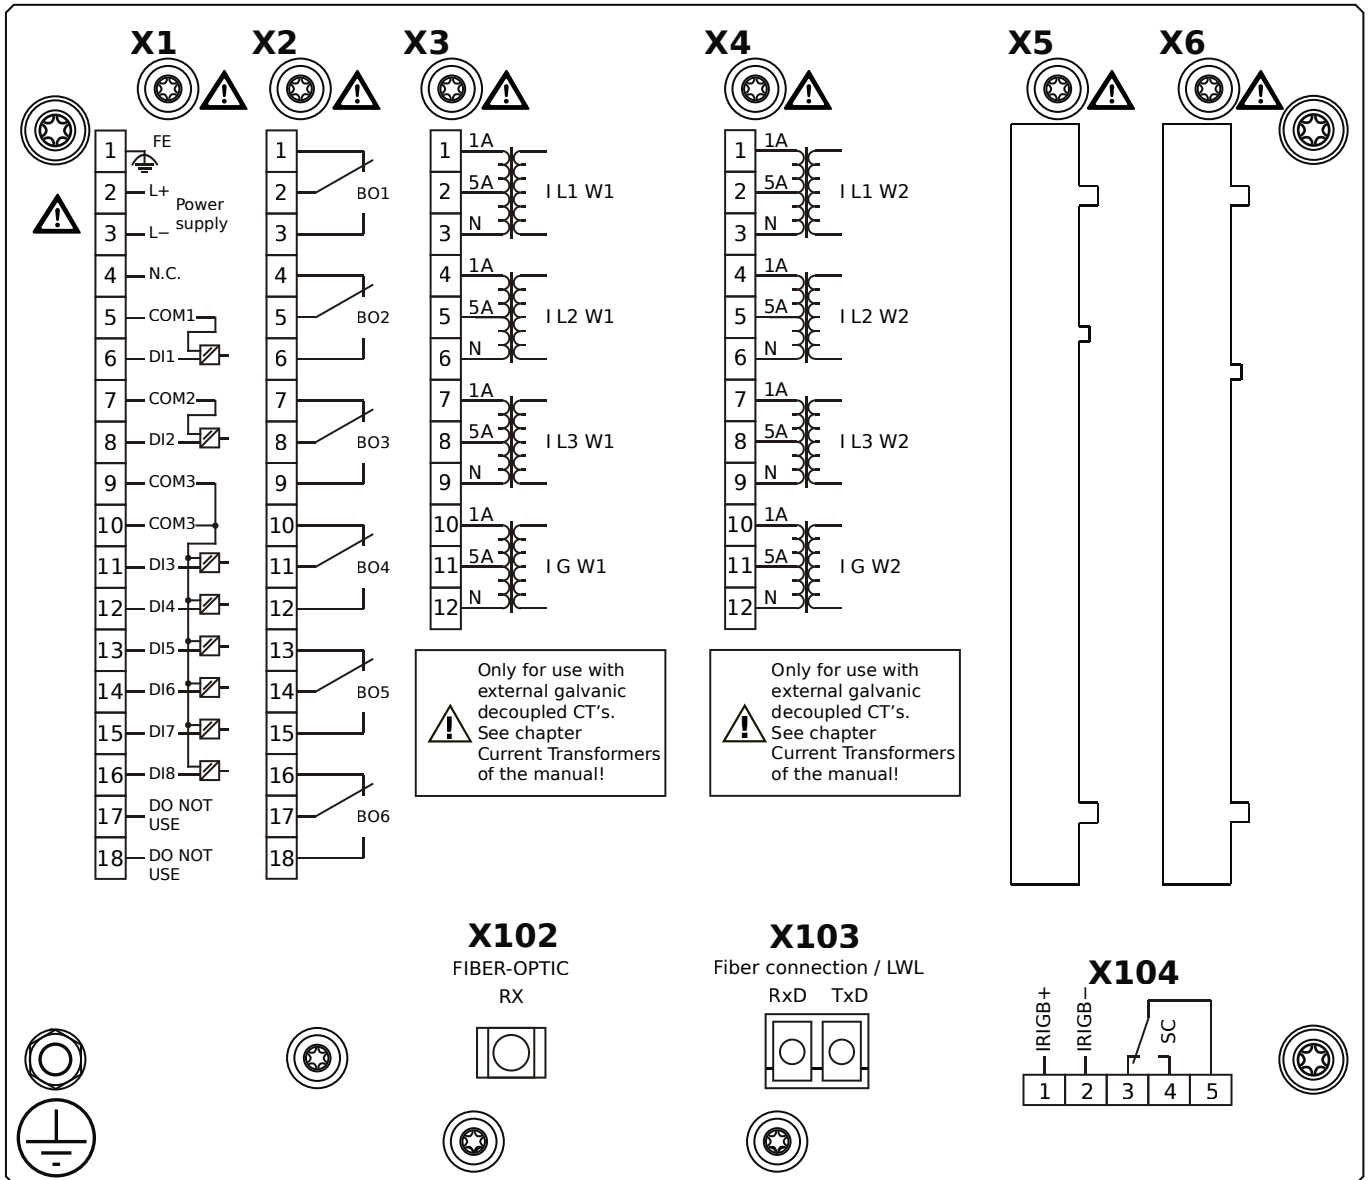 X1
1 FE
2 L+
Power
supply
3 L−
4 N.C.
5 COM1
6 DI1
7 COM2
8 DI2
9 COM3
10 COM3
11 DI3
12 DI4
13 DI5
14 DI6
15 DI7
16 DI8
17 DO NOT
USE
18 DO NOT
USE
X2
1
2 BO1
3
4
5 BO2
6
7
8 BO3
9
10
11 BO4
12
13
14 BO5
15
16
17 BO6
18
X3
1 1A
2 5A I L1 W1
3 N
4 1A
5 5A I L2 W1
6 N
7 1A
8 5A I L3 W1
9 N
10 1A
11 5A I G W1
12 N
Only for use with
external galvanic
decoupled CT's.
See chapter
Current Transformers
of the manual!
X4
1 1A
2 5A I L1 W2
3 N
4 1A
5 5A I L2 W2
6 N
7 1A
8 5A I L3 W2
9 N
10 1A
11 5A I G W2
12 N
Only for use with
external galvanic
decoupled CT's.
See chapter
Current Transformers
of the manual!
X5
X6
X102
FIBER-OPTIC
RX
X103
Fiber connection / LWL
RxD TxD
X104
IRIGB+
IRIGB−
SC
1 2 3 4 5